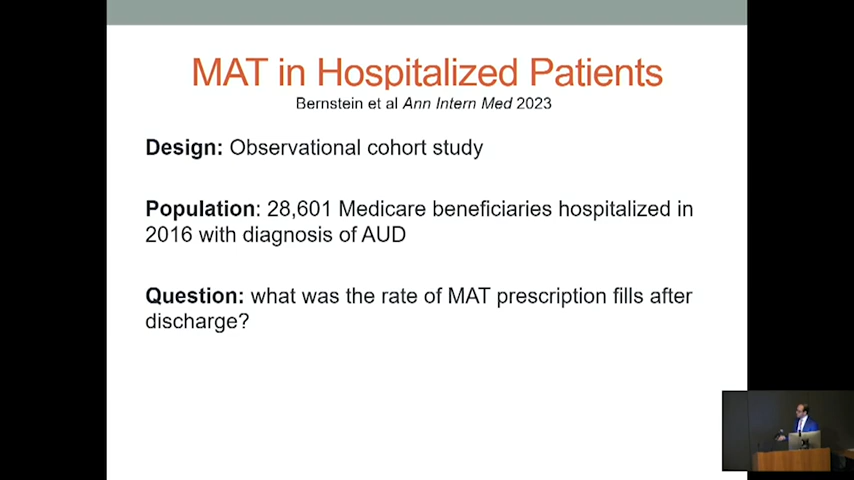 MAT in Hospitalized Patients
Bernstein et al Ann Intern Med 2023
Design: Observational cohort study
Population: 28,601 Medicare beneficiaries hospitalized in
2016 with diagnosis of AUD
Question: what was the rate of MAT prescription fills after
discharge?